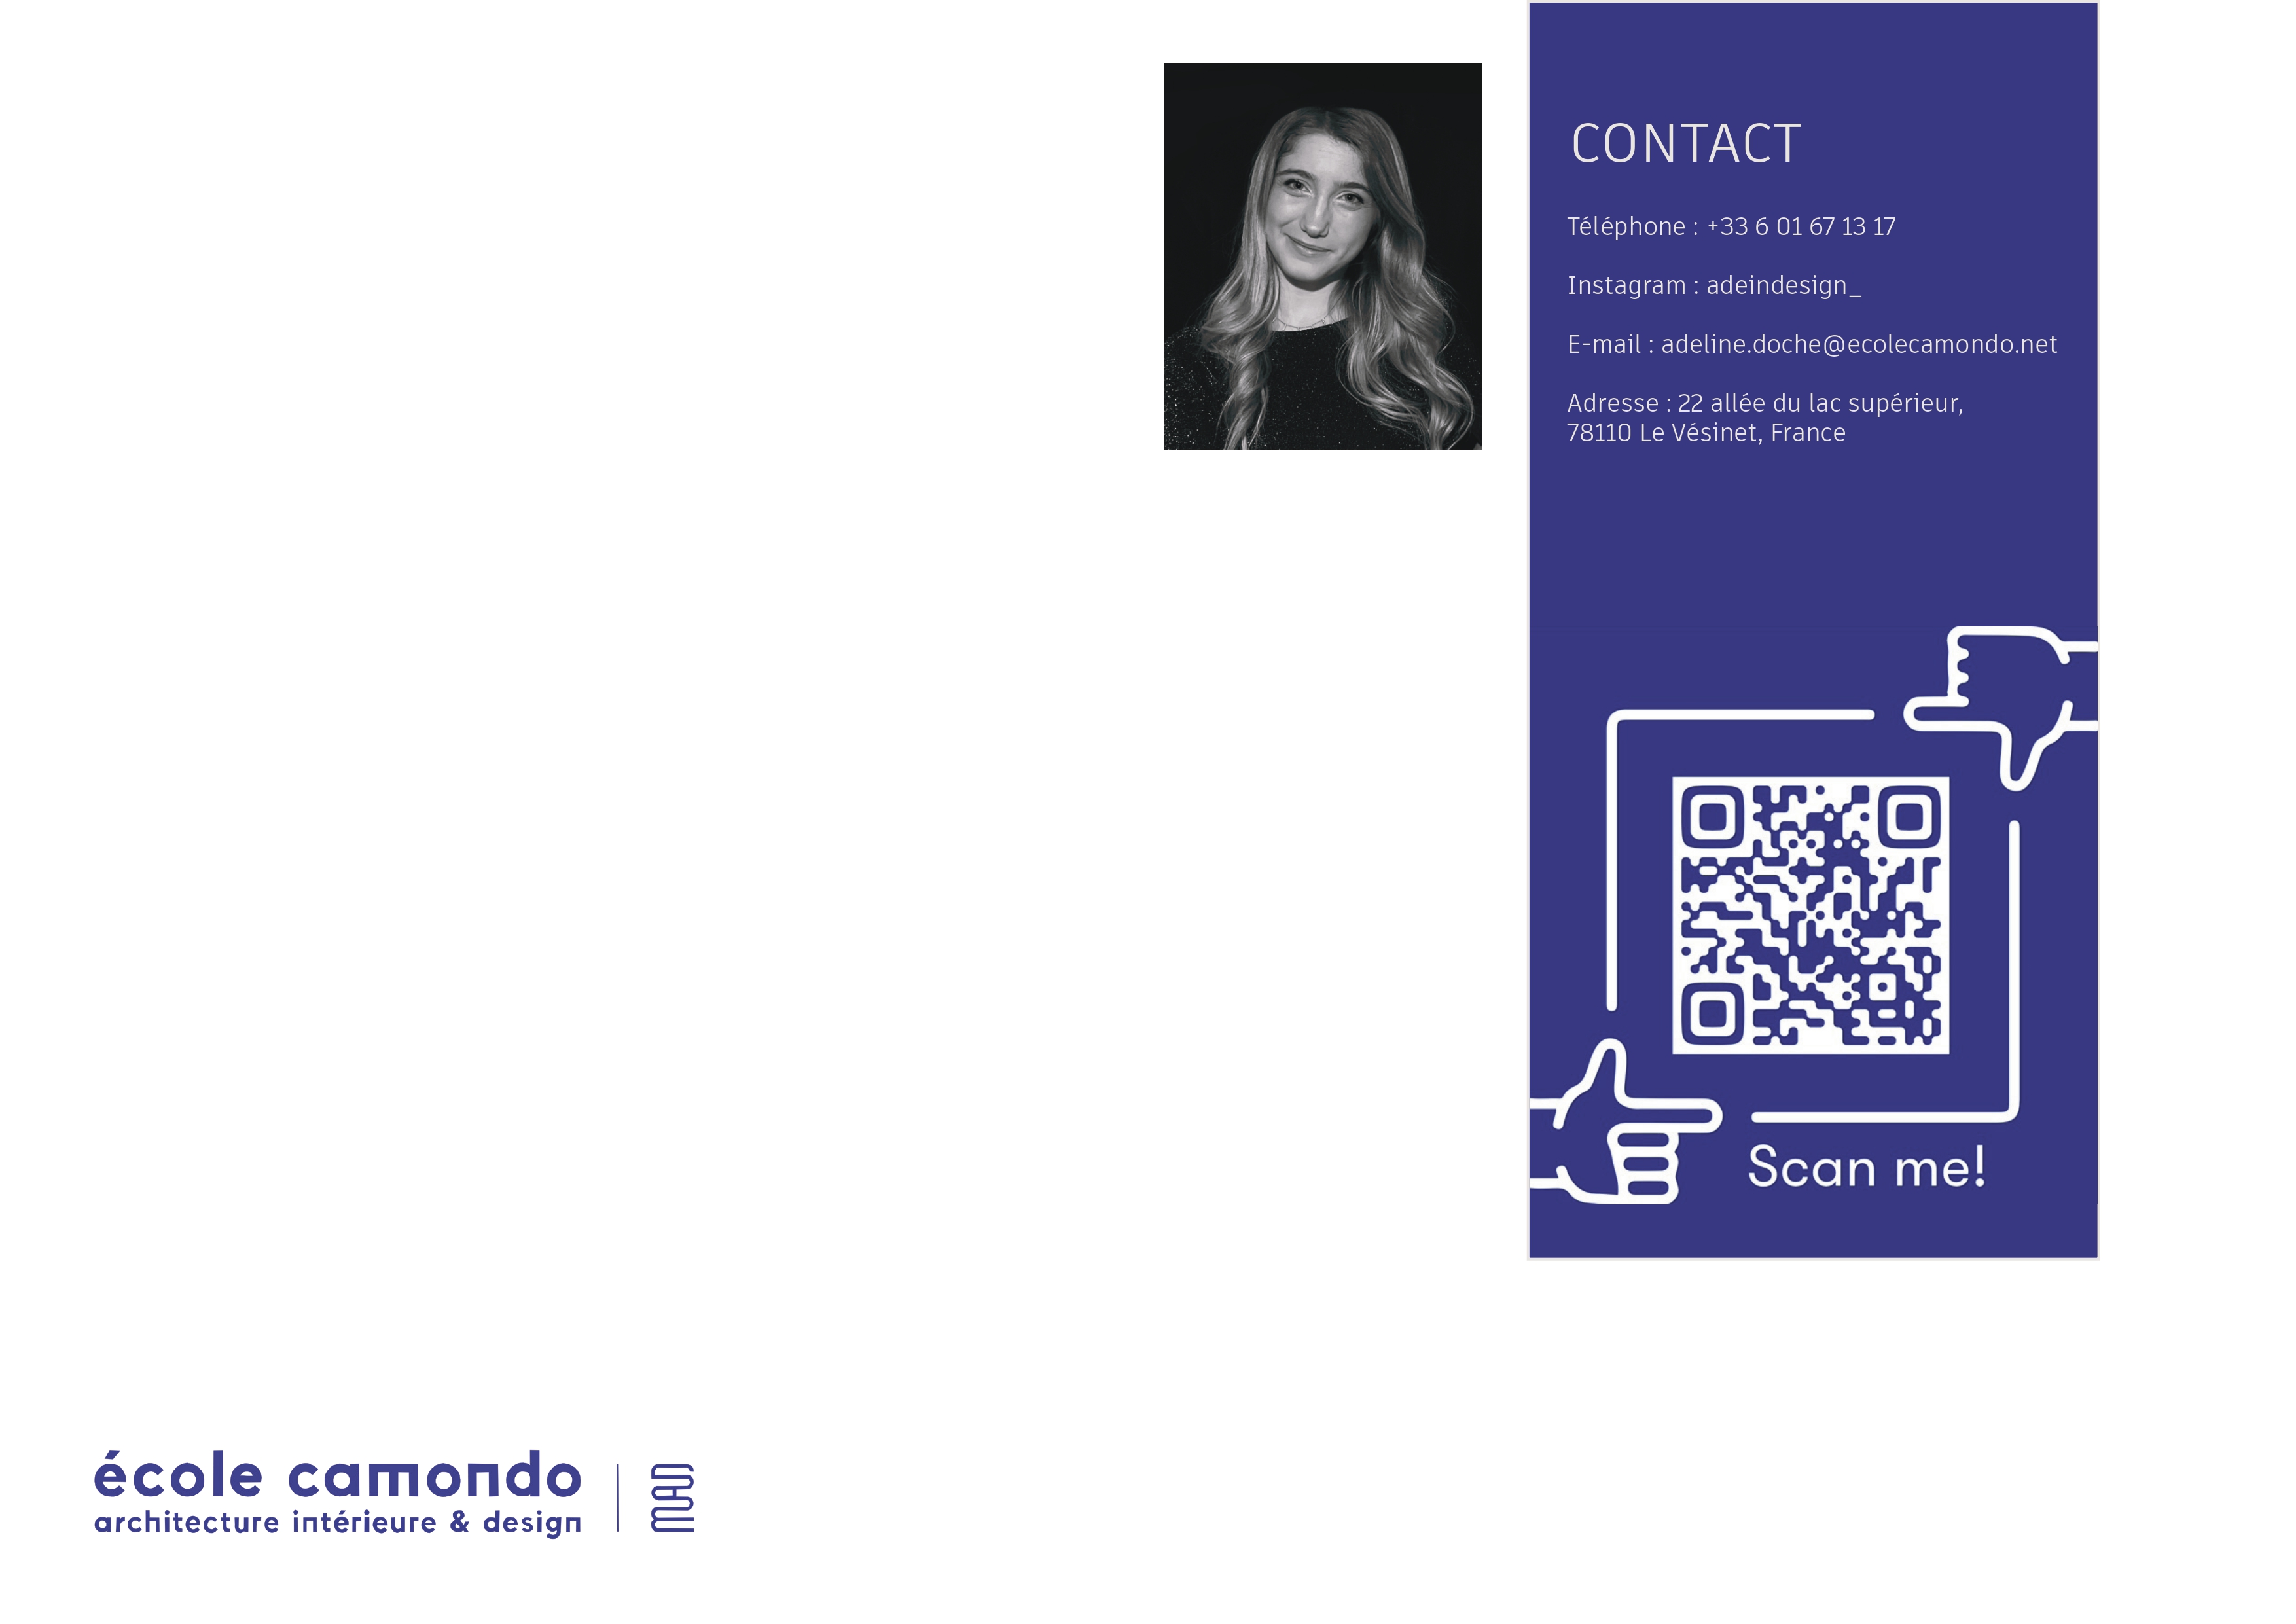 CONTACT
Téléphone : +33 6 01 67 13 17
Instagram : adeindesign_
E-mail : adeline.doche@ecolecamondo.net
Adresse : 22 allée du lac supérieur,
78110 Le Vésinet, France
Scan me!
école camondo
architecture intérieure & design
MAD